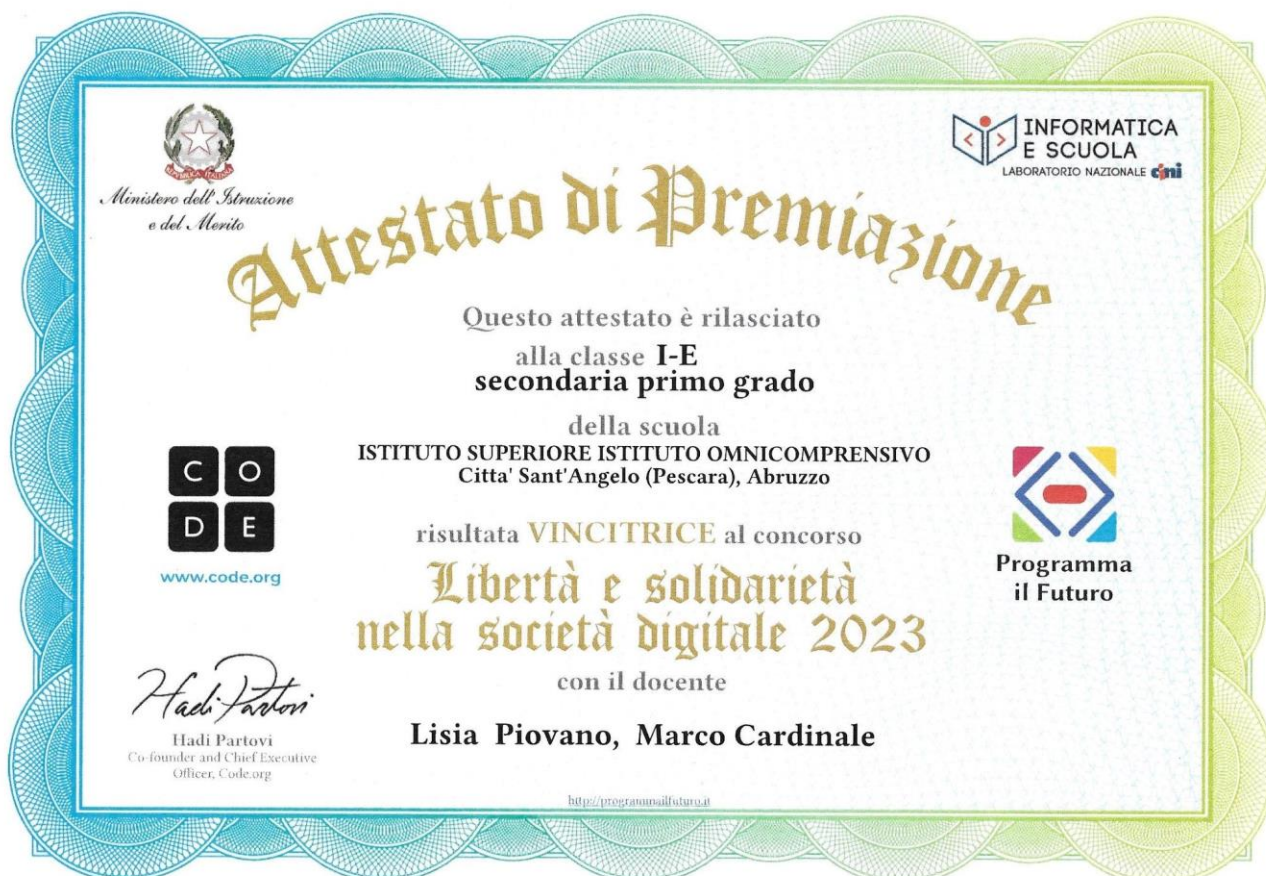 Ministero dell'Istruzione
e del Merito
INFORMATICA
E SCUOLA
LABORATORIO NAZIONALE cini
Attestato di Premiazione
Questo attestato è rilasciato
alla classe I-E
secondaria primo grado
della scuola
ISTITUTO SUPERIORE ISTITUTO OMNICOMPRENSIVO
Citta' Sant'Angelo (Pescara), Abruzzo
CODE
www.code.org
risultata VINCITRICE al concorso
Libertà e solidarietà
nella società digitale 2023
Programma
il Futuro
con il docente
Lisia Piovano, Marco Cardinale
Hadi Partovi
Hadi Partovi
Co-founder and Chief Executive
Officer, Code.org
http://programmailfuturo.it